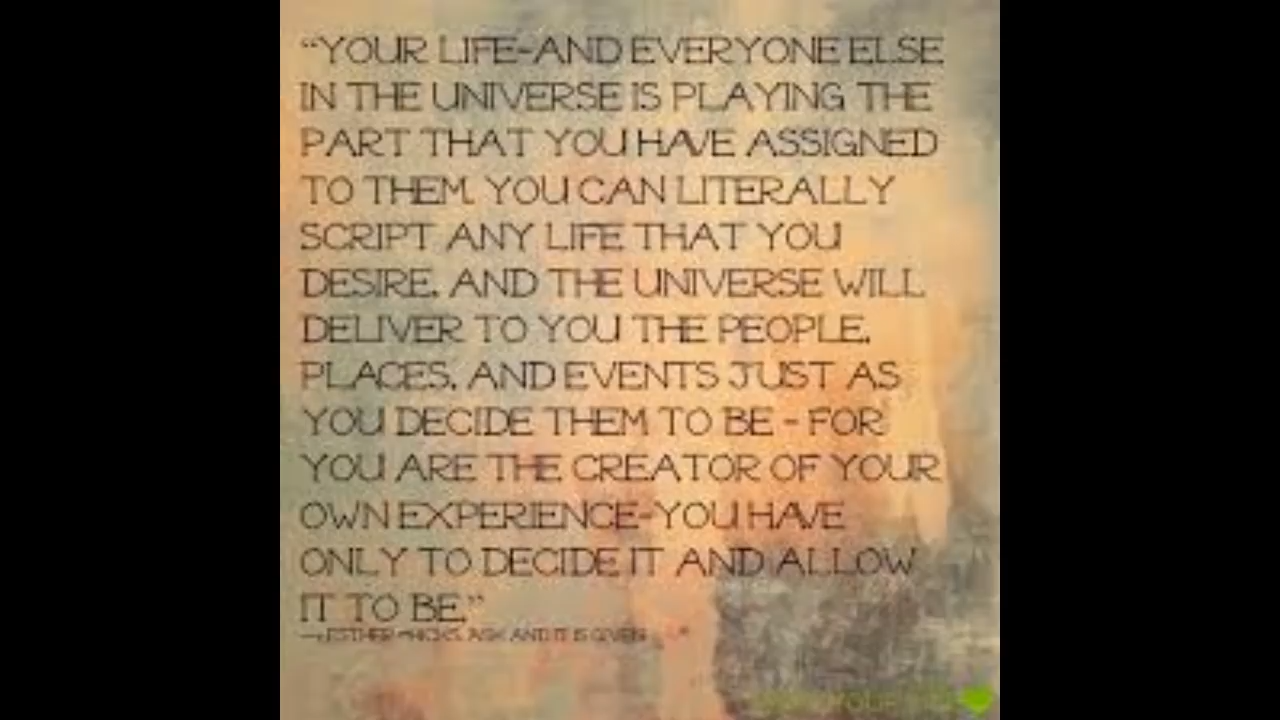 “YOUR LIFE-AND EVERYONE ELSE
IN THE UNIVERSE IS PLAYING THE
PART THAT YOU HAVE ASSIGNED
TO THEM. YOU CAN LITERALLY
SCRIPT ANY LIFE THAT YOU
DESIRE, AND THE UNIVERSE WILL
DELIVER TO YOU THE PEOPLE,
PLACES, AND EVENTS JUST AS
YOU DECIDE THEM TO BE - FOR
YOU ARE THE CREATOR OF YOUR
OWN EXPERIENCE-YOU HAVE
ONLY TO DECIDE IT AND ALLOW
IT TO BE.”
ESTHER HICKS, ASK AND IT IS GIVEN
YOUR